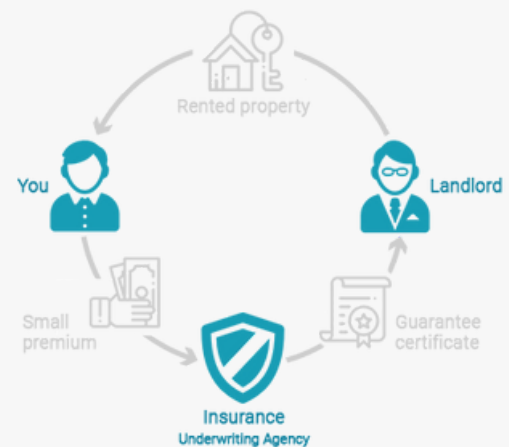 Rented property
You
Landlord
Small
premium
Guarantee
certificate
Insurance
Underwriting Agency